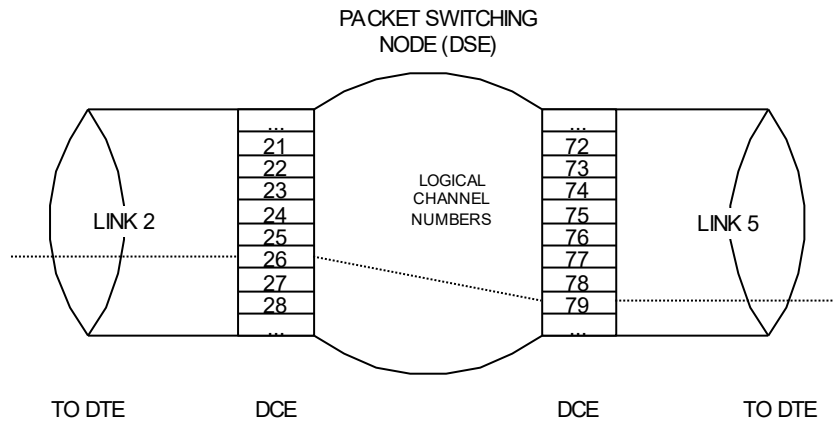 PACKET SWITCHING
NODE (DSE)
...
21
22
23
24
25
26
27
28
...
LINK 2
LOGICAL
CHANNEL
NUMBERS
...
72
73
74
75
76
77
78
79
...
LINK 5
TO DTE
DCE
DCE
TO DTE